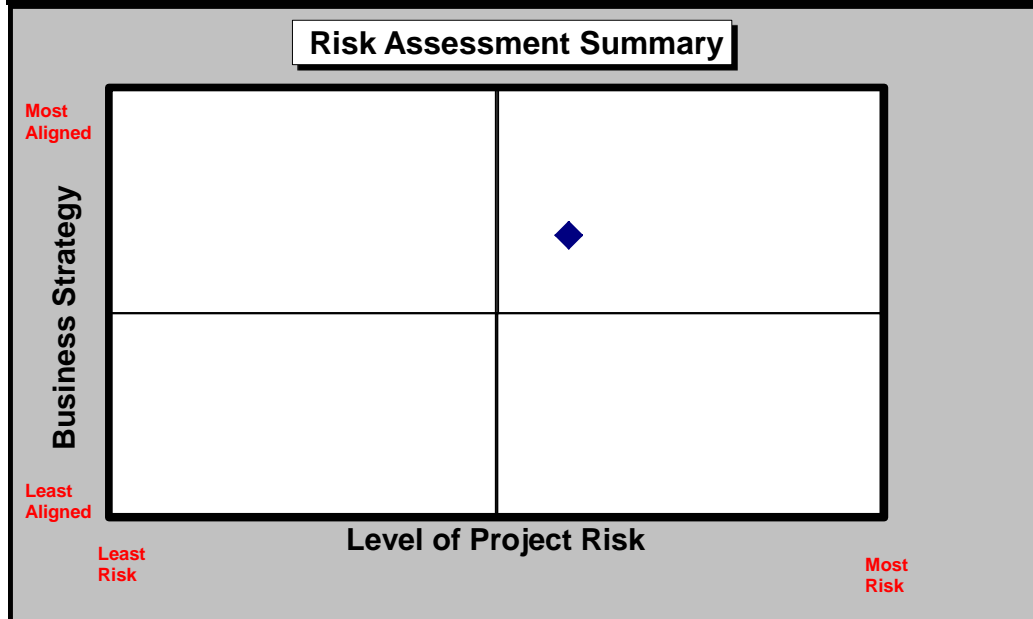 Risk Assessment Summary
Most
Aligned
Business Strategy
Least
Aligned
Level of Project Risk
Least
Risk
Most
Risk